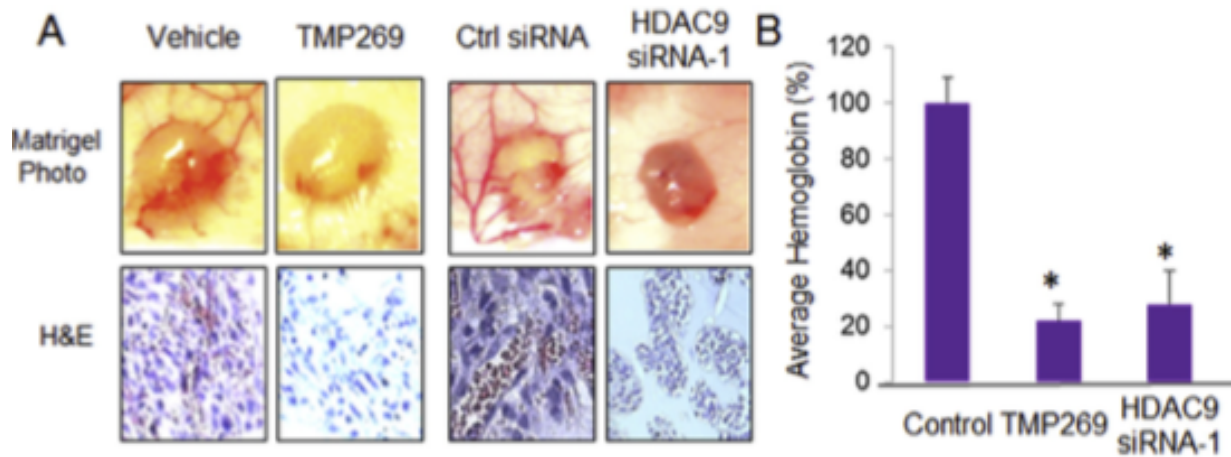 A
Vehicle
TMP269
Ctrl siRNA
HDAC9
siRNA-1
Matrigel
Photo
H&E
B
Average Hemoglobin (%)
120
100
80
60
40
20
0
*
*
Control
TMP269
HDAC9
siRNA-1